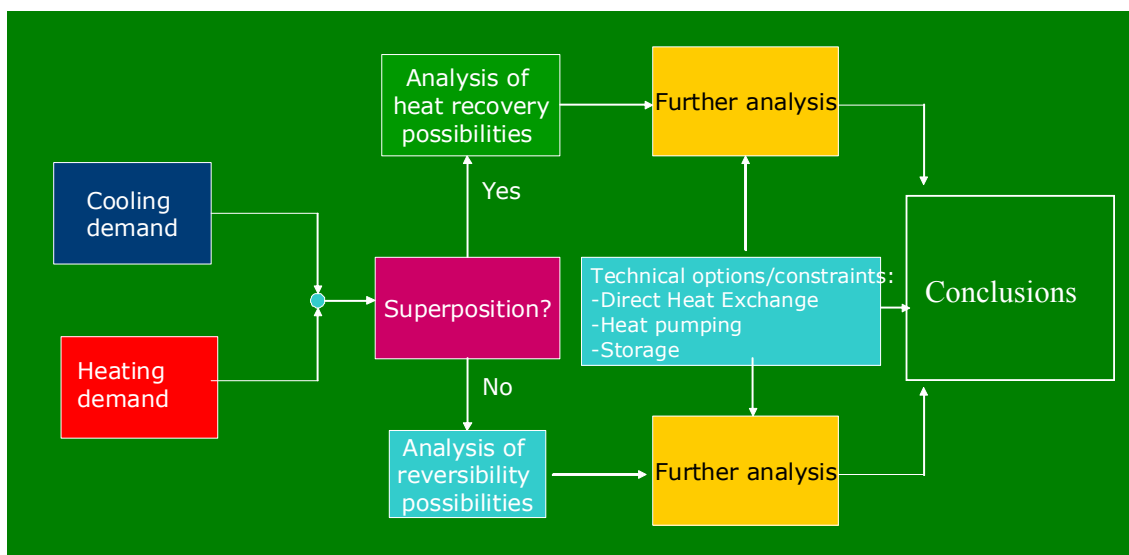 Cooling
demand
Heating
demand
Analysis of
heat recovery
possibilities
Yes
Superposition?
No
Analysis of
reversibility
possibilities
Further analysis
Technical options/constraints:
-Direct Heat Exchange
-Heat pumping
-Storage
Further analysis
Conclusions